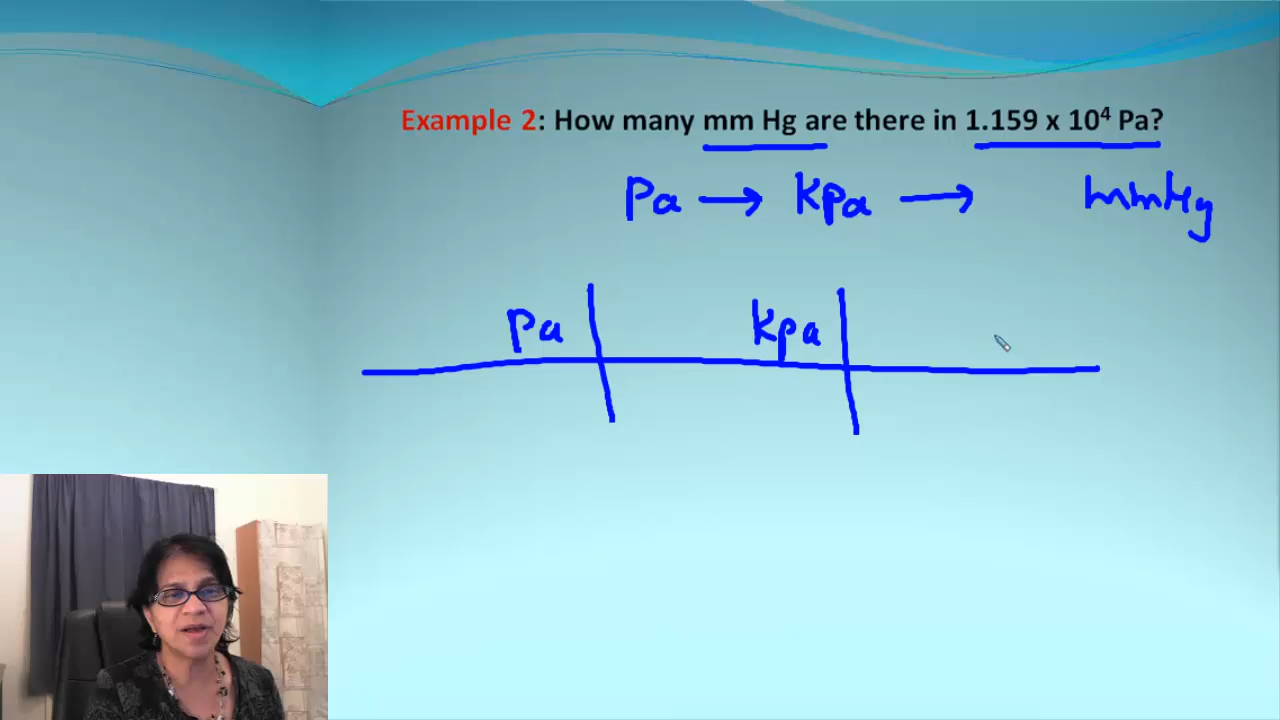 Example 2: How many mm Hg are there in 1.159 x 10⁴ Pa?
Pa → kPa → mmHg
Pa kPa